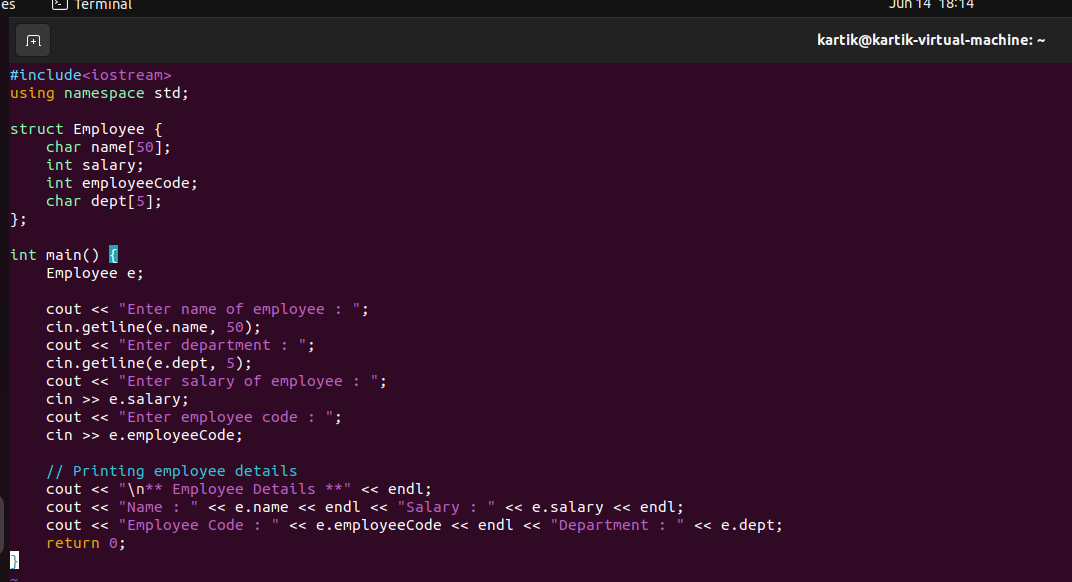 es Terminal Jun 14 18:14
kartik@kartik-virtual-machine: ~
#include<iostream>
using namespace std;

struct Employee {
    char name[50];
    int salary;
    int employeeCode;
    char dept[5];
};

int main() {
    Employee e;

    cout << "Enter name of employee : ";
    cin.getline(e.name, 50);
    cout << "Enter department : ";
    cin.getline(e.dept, 5);
    cout << "Enter salary of employee : ";
    cin >> e.salary;
    cout << "Enter employee code : ";
    cin >> e.employeeCode;

    // Printing employee details
    cout << "\n** Employee Details **" << endl;
    cout << "Name : " << e.name << endl << "Salary : " << e.salary << endl;
    cout << "Employee Code : " << e.employeeCode << endl << "Department : " << e.dept;
    return 0;
}
~